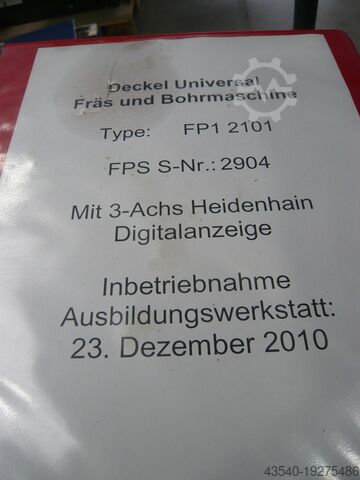 Deckel Universal
Fräs und Bohrmaschine
Type: FP1 2101
FPS S-Nr.: 2904
Mit 3-Achs Heidenhain
Digitalanzeige
Inbetriebnahme
Ausbildungswerkstatt:
23. Dezember 2010
43540-19275486